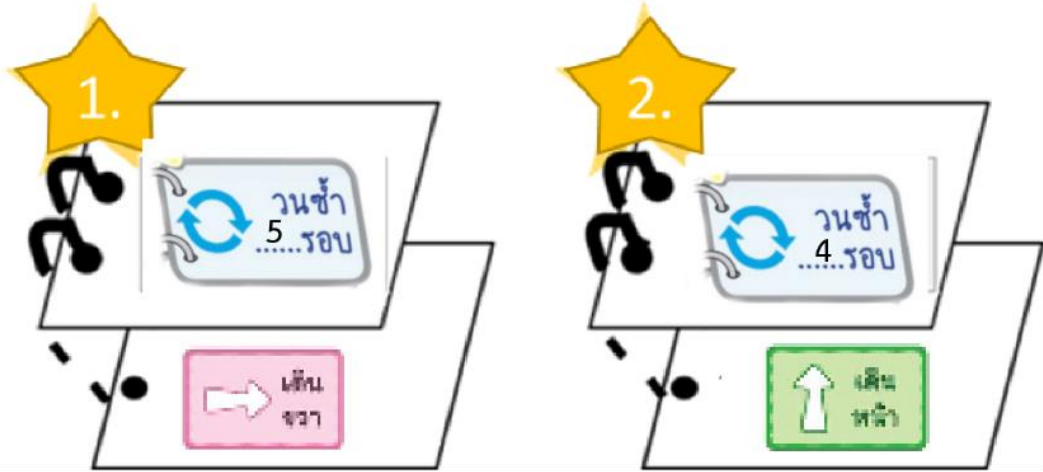 1.
วนซ้ำ
5
......รอบ
เดิน
ขวา
2.
วนซ้ำ
4
......รอบ
เดิน
หน้า